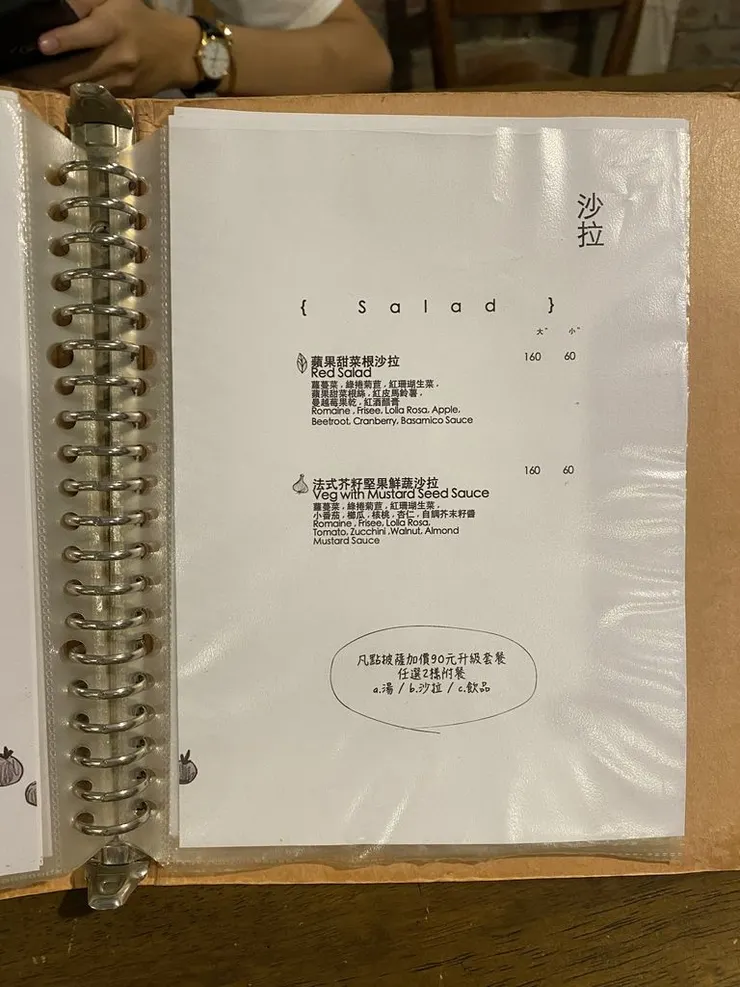 沙拉
{ Salad }
大 小
蘋果甜菜根沙拉 160 60
Red Salad
蘿蔓菜．綠捲菊苣．紅珊瑚生菜．
蘋果甜菜根絲．紅皮馬鈴薯．
曼越莓果乾．紅酒醋膏
Romaine , Frisee, Lolla Rosa, Apple,
Beetroot, Cranberry, Basamico Sauce
法式芥籽堅果鮮蔬沙拉 160 60
Veg with Mustard Seed Sauce
蘿蔓菜．綠捲菊苣．紅珊瑚生菜．
小番茄．櫛瓜．核桃．杏仁．自調芥末籽醬
Romaine , Frisee, Lolla Rosa,
Tomato, Zucchini ,Walnut, Almond
Mustard Sauce
凡點披薩加價90元升級套餐
任選2樣附餐
a.湯 / b.沙拉 / c.飲品